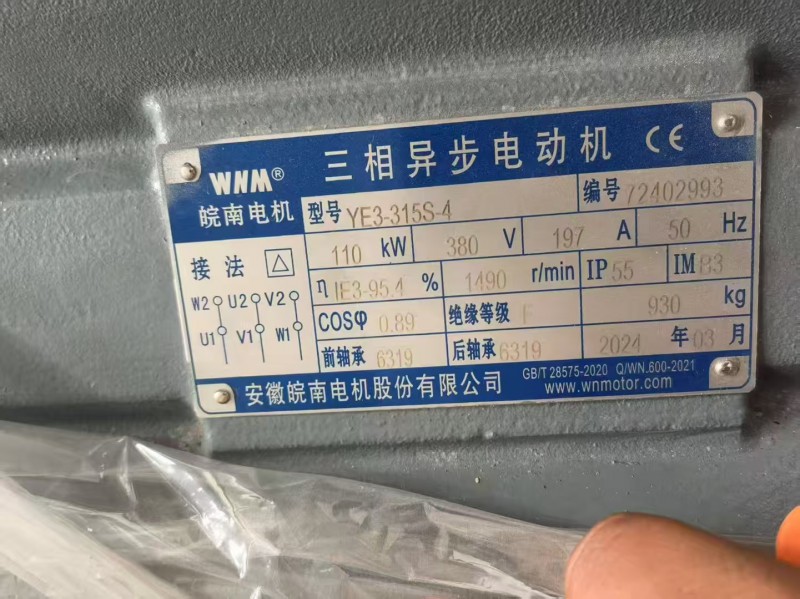 WNM® 三相异步电动机 CE
皖南电机 型号 YE3-315S-4 编号 72402993
110 kW 380 V 197 A 50 Hz
接法 △ η IE3-95.4 % 1490 r/min IP 55 IM B3
W2 U2 V2 COSφ 0.89 绝缘等级 F 930 kg
U1 V1 W1 前轴承 6319 后轴承 6319 2024 年 03 月
安徽皖南电机股份有限公司 GB/T 28575-2020 Q/WN.600-2021
www.wnmotor.com